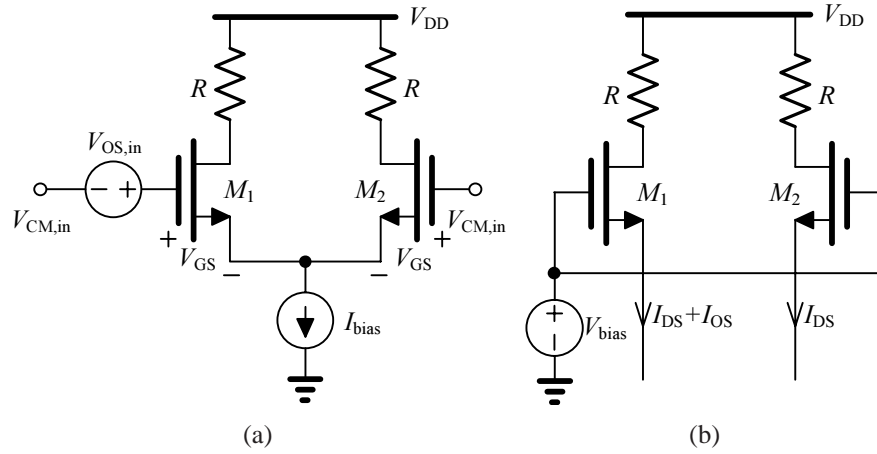 V_DD
R
R
V_OS,in
− +
M_1
M_2
V_CM,in
V_CM,in
+
V_GS
−
−
V_GS
+
I_bias
(a)
V_DD
R
R
M_1
M_2
+
−
V_bias
I_DS+I_OS
I_DS
(b)